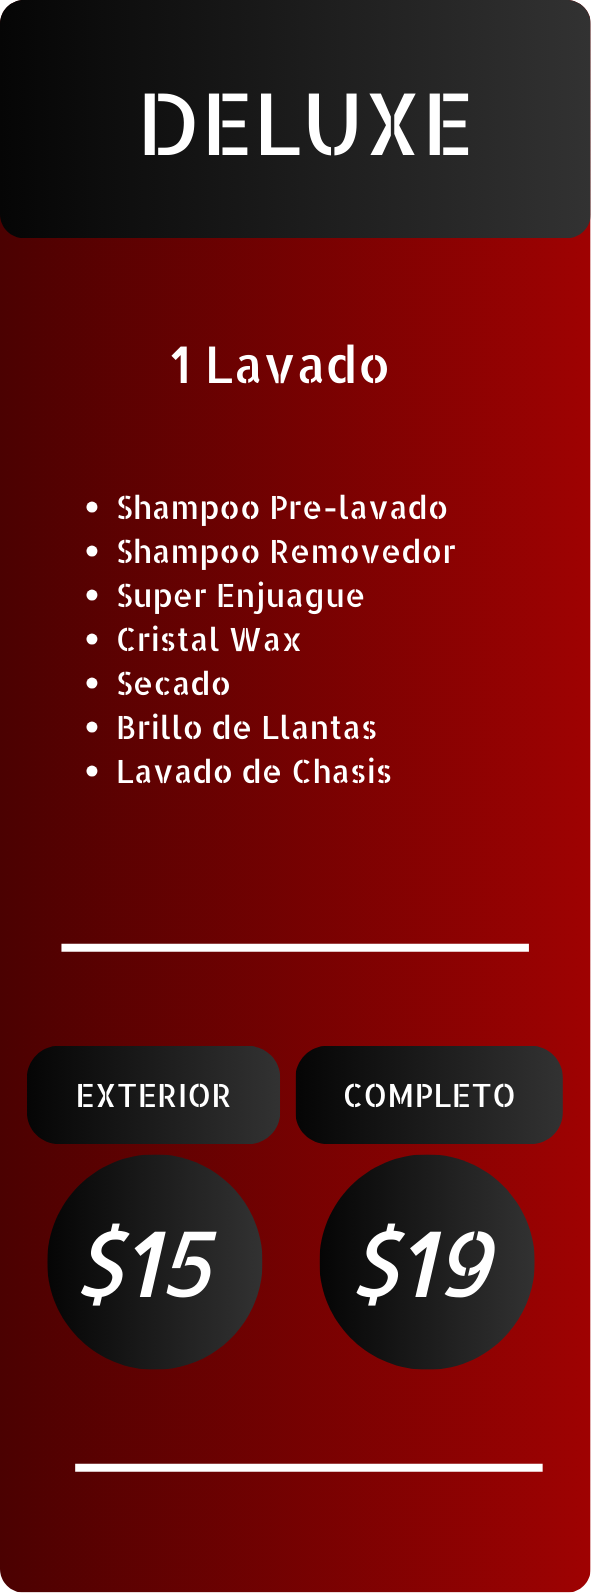 DELUXE
1 Lavado
• Shampoo Pre-lavado
• Shampoo Removedor
• Super Enjuague
• Cristal Wax
• Secado
• Brillo de Llantas
• Lavado de Chasis
EXTERIOR COMPLETO
$15 $19